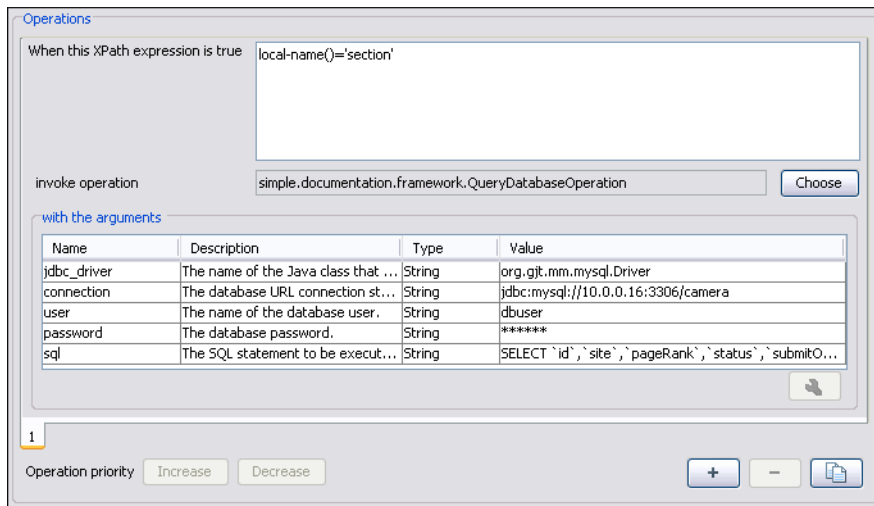 Operations
When this XPath expression is true
local-name()='section'
invoke operation
simple.documentation.framework.QueryDatabaseOperation
Choose
with the arguments
Name Description Type Value
jdbc_driver The name of the Java class that ... String org.gjt.mm.mysql.Driver
connection The database URL connection st... String jdbc:mysql://10.0.0.16:3306/camera
user The name of the database user. String dbuser
password The database password. String ******
sql The SQL statement to be execut... String SELECT `id`,`site`,`pageRank`,`status`,`submitO...
1
Operation priority Increase Decrease + −